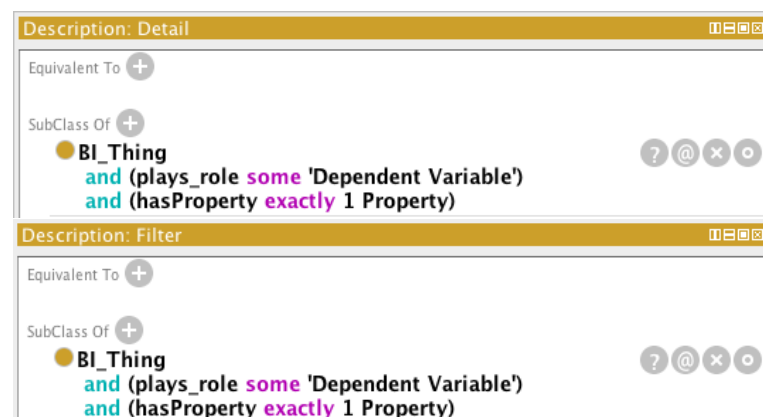 Description: Detail
Equivalent To
SubClass Of
BI_Thing
and (plays_role some 'Dependent Variable')
and (hasProperty exactly 1 Property)
Description: Filter
Equivalent To
SubClass Of
BI_Thing
and (plays_role some 'Dependent Variable')
and (hasProperty exactly 1 Property)